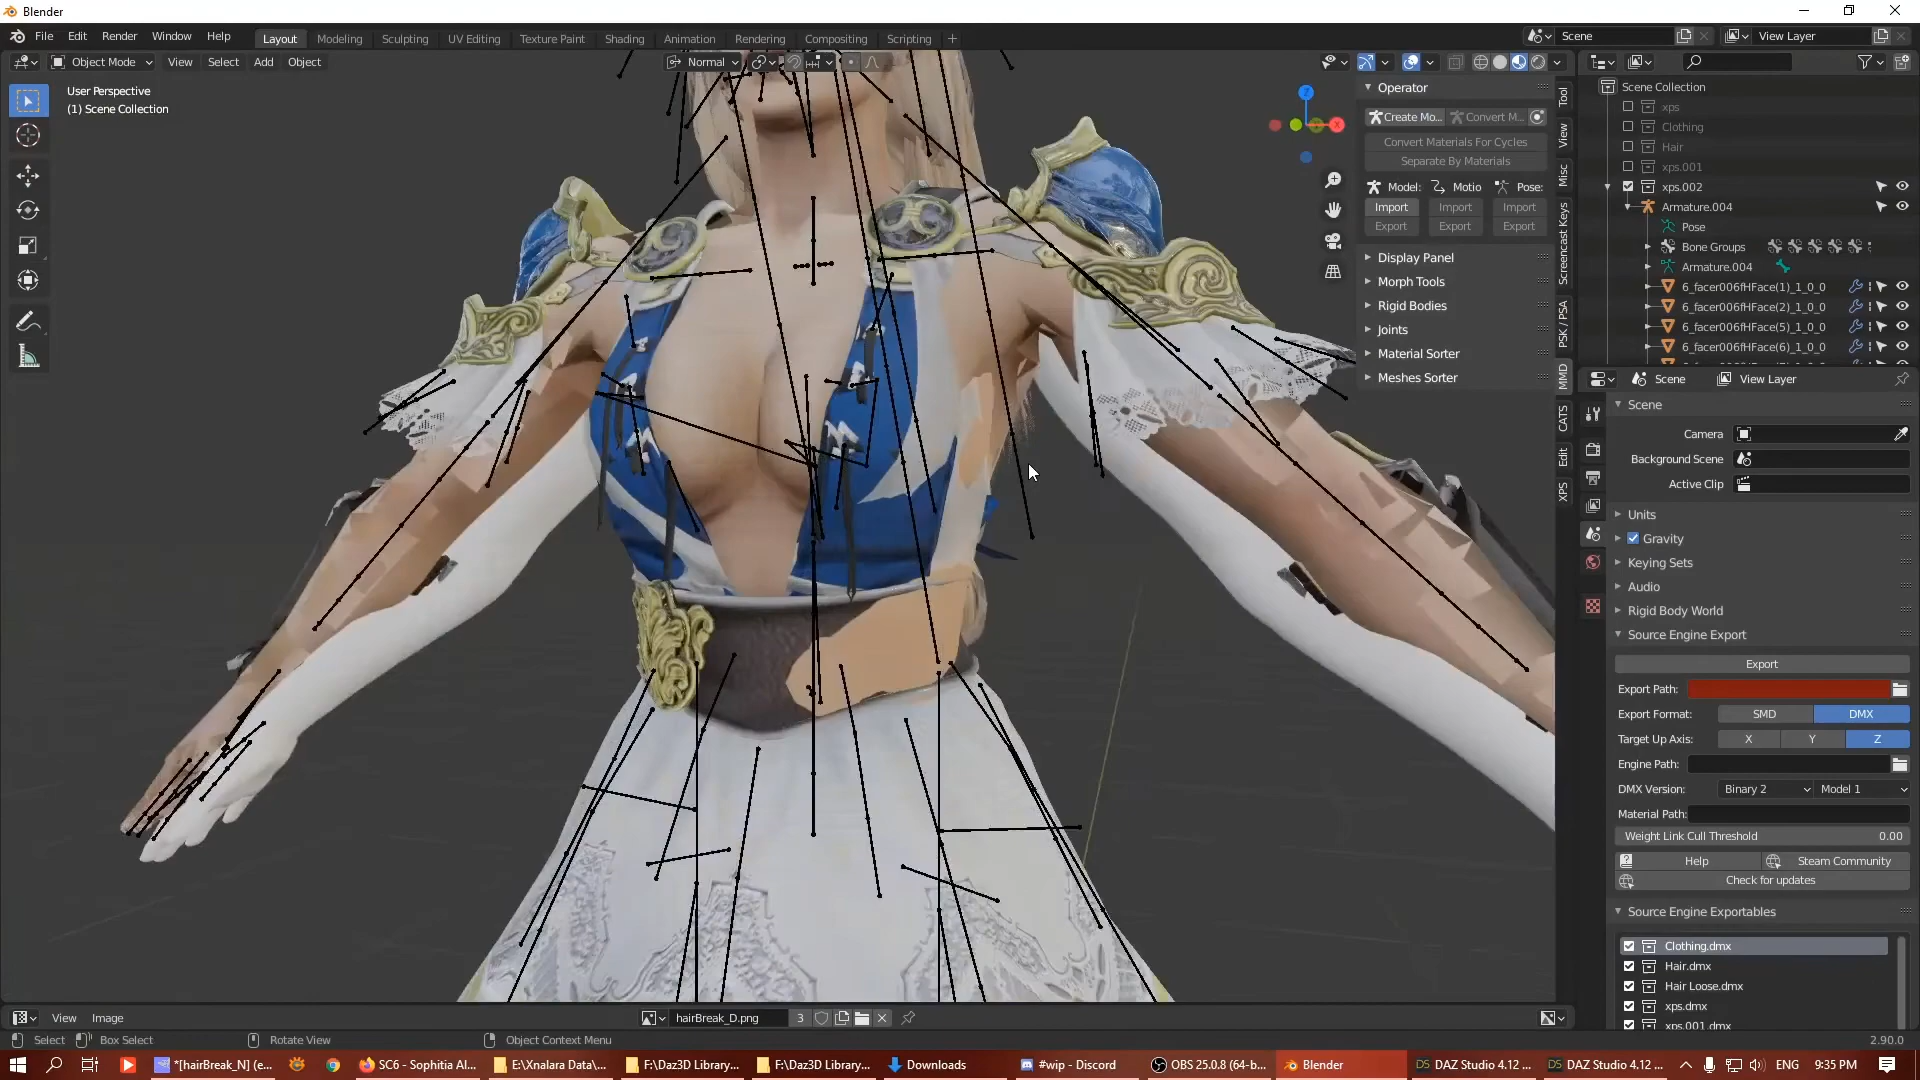 Blender
File Edit Render Window Help
Layout Modeling Sculpting UV Editing Texture Paint Shading Animation Rendering Compositing Scripting
Scene
View Layer
Object Mode View Select Add Object
Normal
User Perspective
(1) Scene Collection
Operator
Create Mo...
Convert M...
Convert Materials For Cycles
Separate By Materials
Model: Motio Pose:
Import Import Import
Export Export Export
Display Panel
Morph Tools
Rigid Bodies
Joints
Material Sorter
Meshes Sorter
Tool
View
Misc
Screencast Keys
PSK / PSA
MMD
CATS
Edit
XPS
Z
X
Scene Collection
xps
Clothing
Hair
xps.001
xps.002
Armature.004
Pose
Bone Groups
Armature.004
6_facer006fHFace(1)_1_0_0
6_facer006fHFace(2)_1_0_0
6_facer006fHFace(5)_1_0_0
6_facer006fHFace(6)_1_0_0
Scene View Layer
Scene
Camera
Background Scene
Active Clip
Units
Gravity
Keying Sets
Audio
Rigid Body World
Source Engine Export
Export
Export Path:
Export Format: SMD DMX
Target Up Axis: X Y Z
Engine Path:
DMX Version: Binary 2 Model 1
Material Path:
Weight Link Cull Threshold 0.00
Help Steam Community
Check for updates
Source Engine Exportables
Clothing.dmx
Hair.dmx
Hair Loose.dmx
xps.dmx
xps.001.dmx
View Image
hairBreak_D.png 3
Select Box Select Rotate View Object Context Menu
2.90.0
*[hairBreak_N] (e...
SC6 - Sophitia Al...
E:\Xnalara Data\...
F:\Daz3D Library...
F:\Daz3D Library...
Downloads
#wip - Discord
OBS 25.0.8 (64-b...
Blender
DS DAZ Studio 4.12 ...
DS DAZ Studio 4.12 ...
ENG
9:35 PM